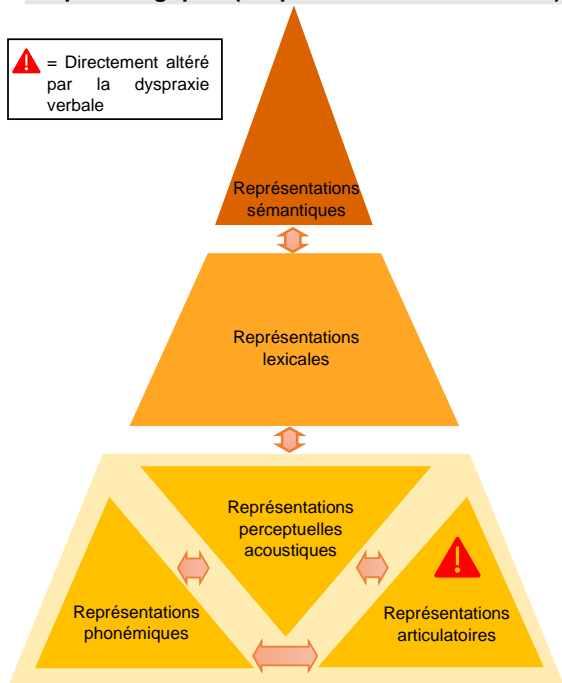 = Directement altéré
par la dyspraxie
verbale
Représentations
sémantiques
Représentations
lexicales
Représentations
perceptuelles
acoustiques
Représentations
phonémiques
Représentations
articulatoires